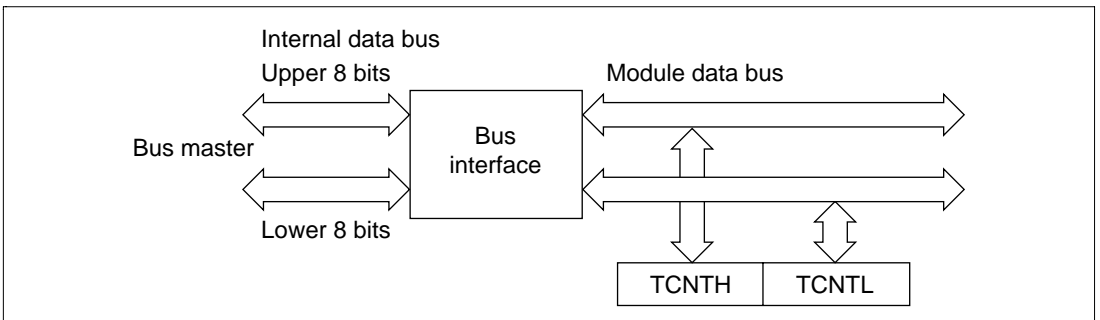 Internal data bus
Upper 8 bits
Module data bus
Bus master
Bus
interface
Lower 8 bits
TCNTH
TCNTL